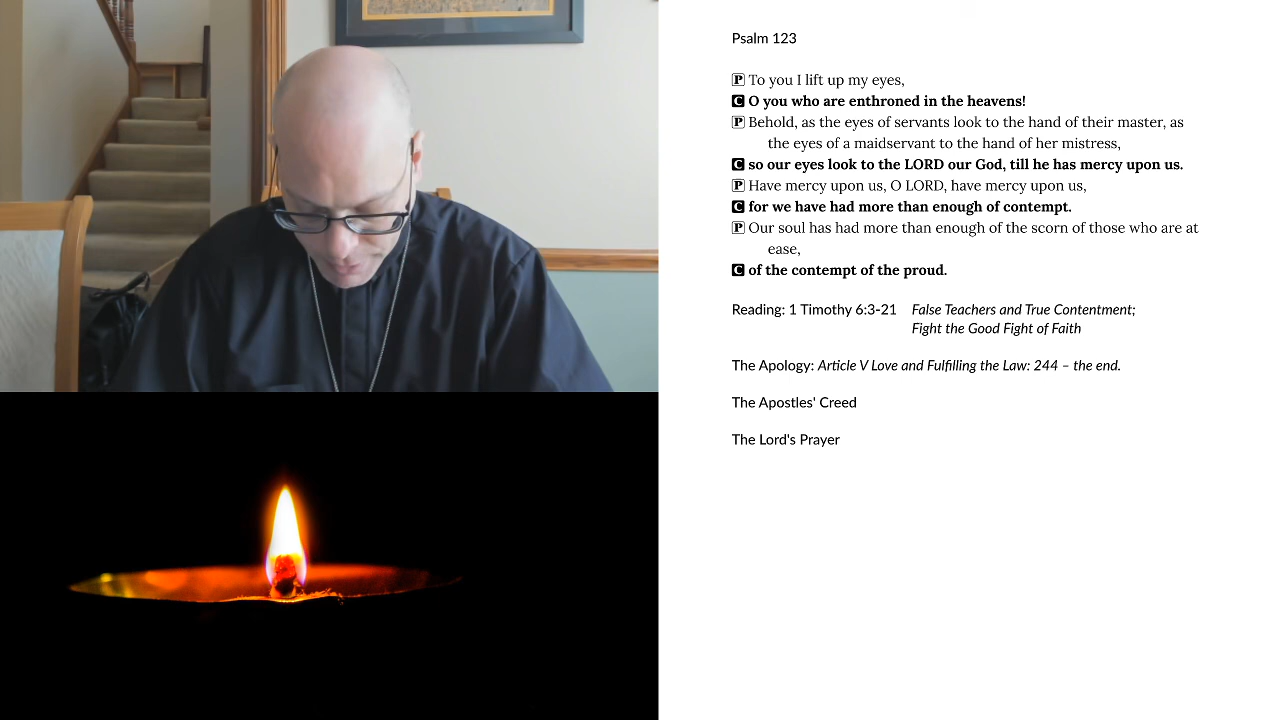 Psalm 123
P To you I lift up my eyes,
C O you who are enthroned in the heavens!
P Behold, as the eyes of servants look to the hand of their master, as
the eyes of a maidservant to the hand of her mistress,
C so our eyes look to the LORD our God, till he has mercy upon us.
P Have mercy upon us, O LORD, have mercy upon us,
C for we have had more than enough of contempt.
P Our soul has had more than enough of the scorn of those who are at
ease,
C of the contempt of the proud.
Reading: 1 Timothy 6:3-21 False Teachers and True Contentment;
Fight the Good Fight of Faith
The Apology: Article V Love and Fulfilling the Law: 244 – the end.
The Apostles' Creed
The Lord's Prayer